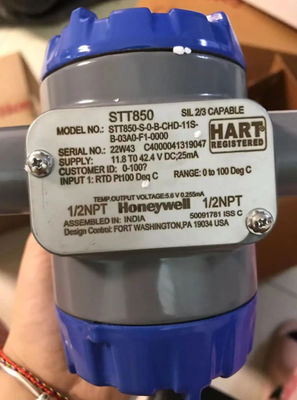 STT850
SIL 2/3 CAPABLE
MODEL NO.: STT850-S-0-B-CHD-11S-
B-03A0-F1-0000
HART
REGISTERED
SERIAL NO.: 22W43 C4000041319047
SUPPLY: 11.8 TO 42.4 V DC;25mA
CUSTOMER ID: 0-100?
INPUT 1: RTD Pt100 Deq C RANGE: 0 to 100 Deg C
TEMP.OUTPUT VOLTAGE:5.6 V 0.255mA
1/2NPT Honeywell 1/2NPT
ASSEMBLED IN: INDIA 50091781 ISS C
Design Control: FORT WASHINGTON,PA 19034 USA